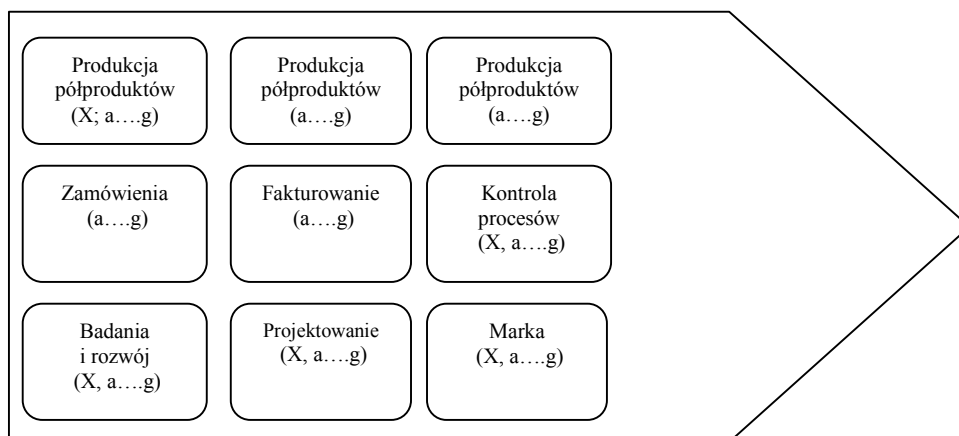 Produkcja
półproduktów
(X; a….g)
Produkcja
półproduktów
(a….g)
Produkcja
półproduktów
(a….g)
Zamówienia
(a….g)
Fakturowanie
(a….g)
Kontrola
procesów
(X, a….g)
Badania
i rozwój
(X, a….g)
Projektowanie
(X, a….g)
Marka
(X, a….g)